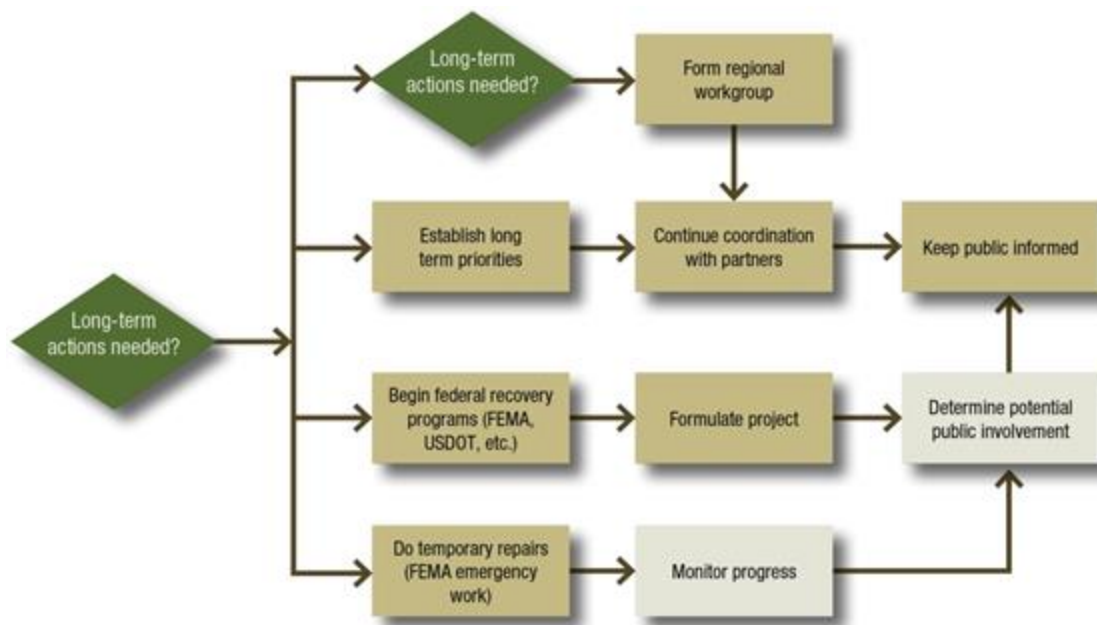 Long-term
actions needed?
Form regional
workgroup
Establish long
term priorities
Continue coordination
with partners
Keep public informed
Long-term
actions needed?
Begin federal recovery
programs (FEMA,
USDOT, etc.)
Formulate project
Determine potential
public involvement
Do temporary repairs
(FEMA emergency
work)
Monitor progress